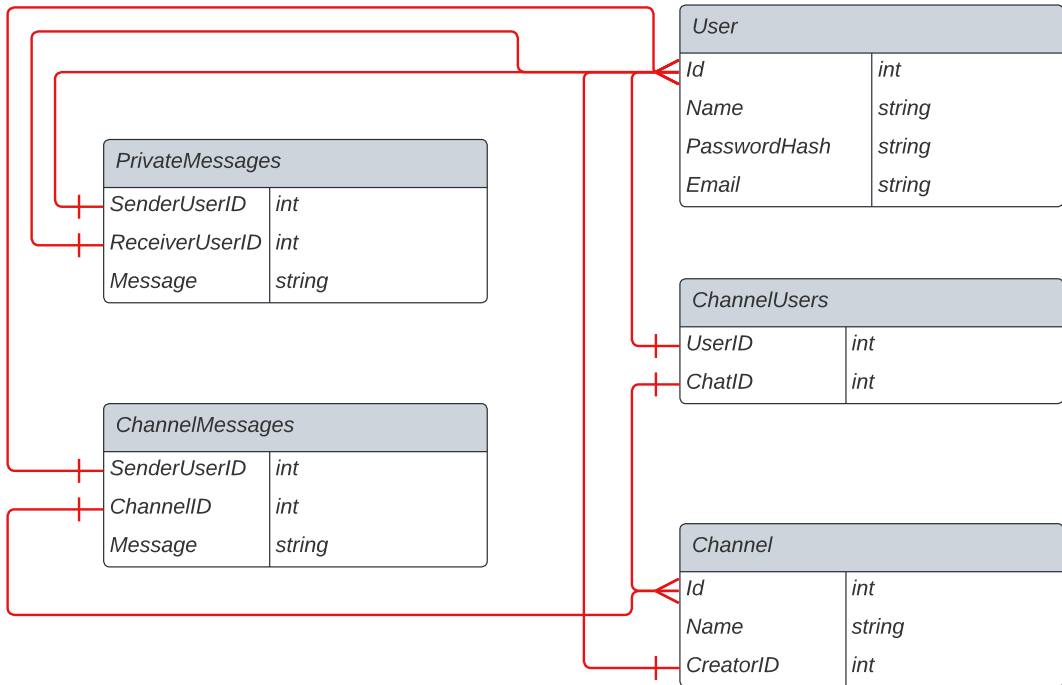 User
Id int
Name string
PasswordHash string
Email string
PrivateMessages
SenderUserID int
ReceiverUserID int
Message string
ChannelUsers
UserID int
ChatID int
ChannelMessages
SenderUserID int
ChannelID int
Message string
Channel
Id int
Name string
CreatorID int